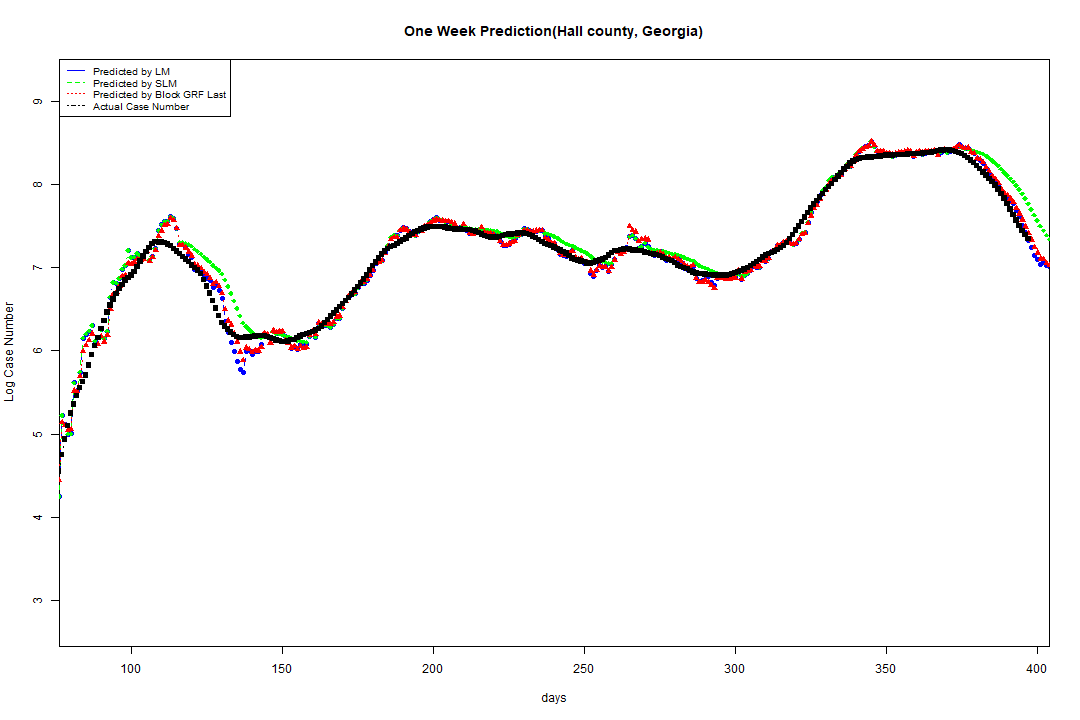 One Week Prediction(Hall county, Georgia)
Predicted by LM
Predicted by SLM
Predicted by Block GRF Last
Actual Case Number
9
8
7
6
5
4
3
Log Case Number
100 150 200 250 300 350 400
days